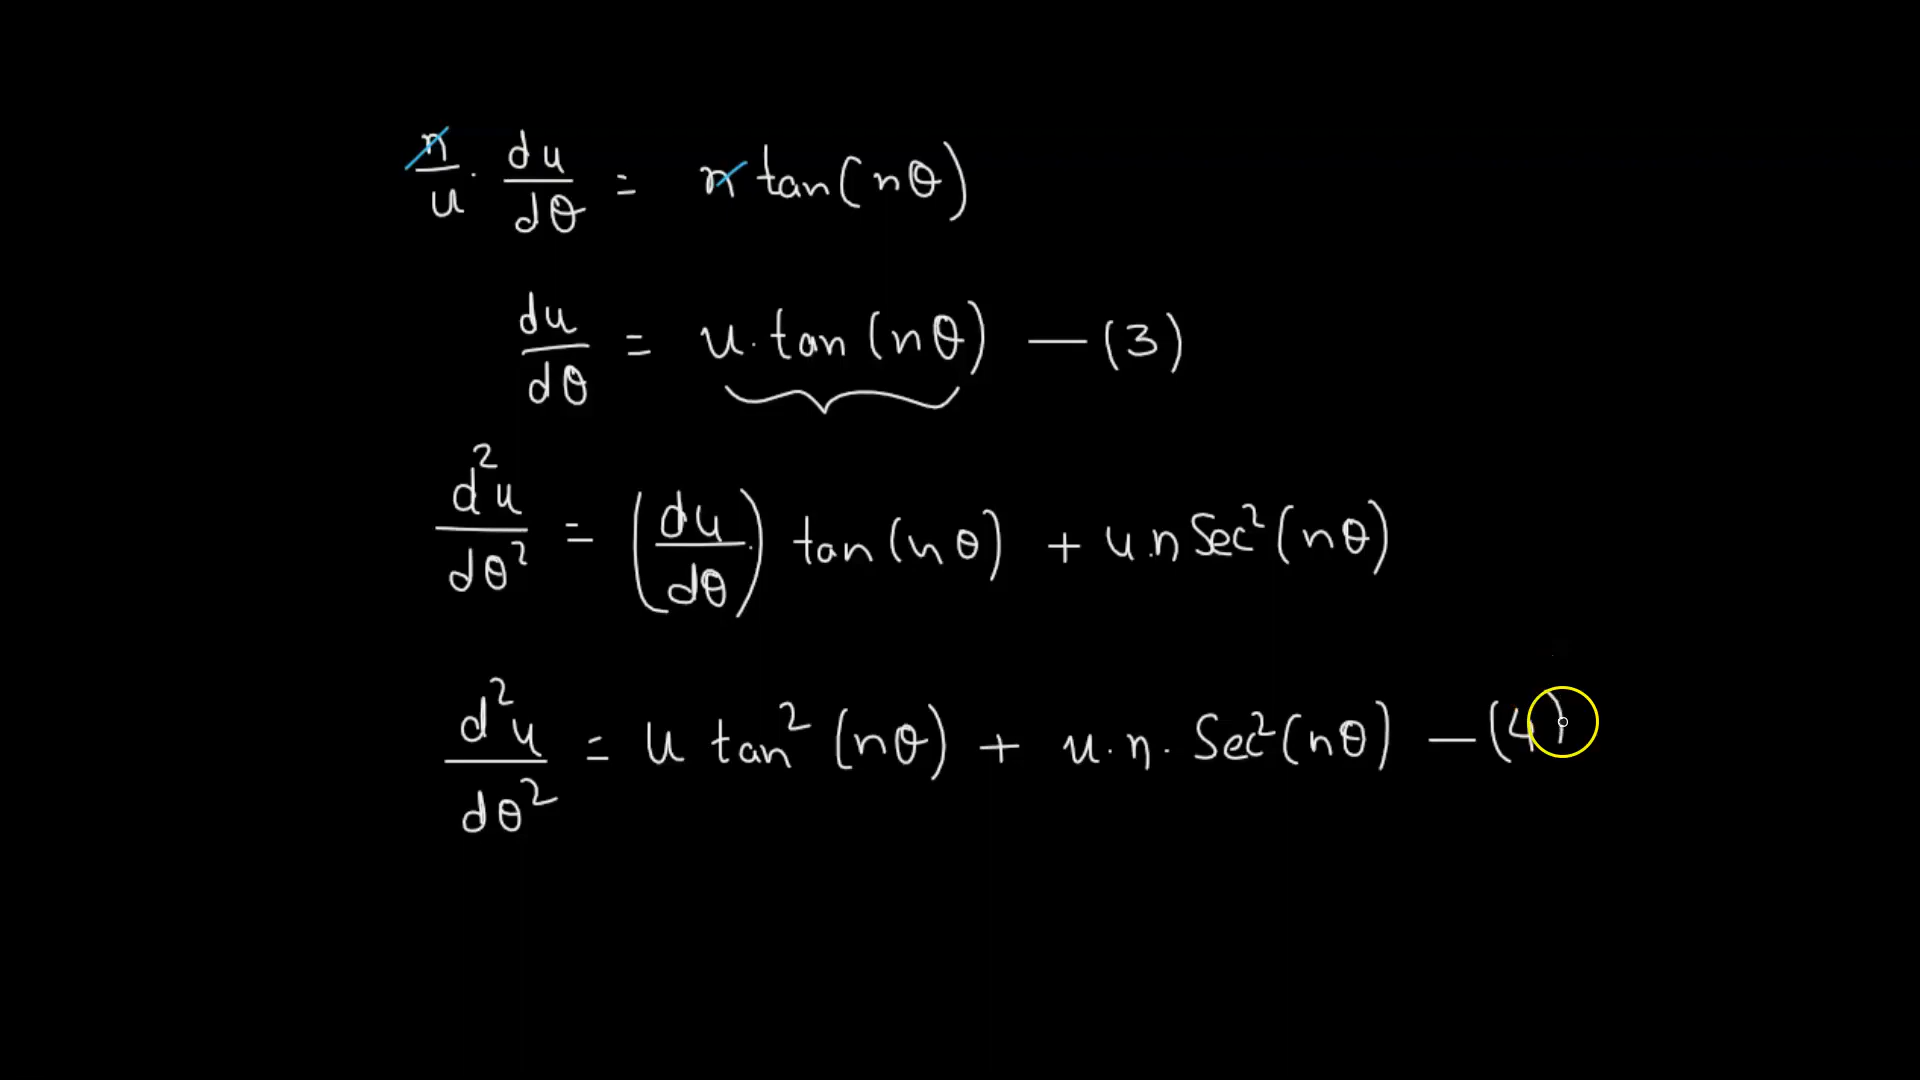 n/u · du/dθ = n tan(nθ)
du/dθ = u·tan(nθ) — (3)
d²u/dθ² = (du/dθ) tan(nθ) + u.n Sec²(nθ)
d²u/dθ² = u tan²(nθ) + u.n. Sec²(nθ) — (4)